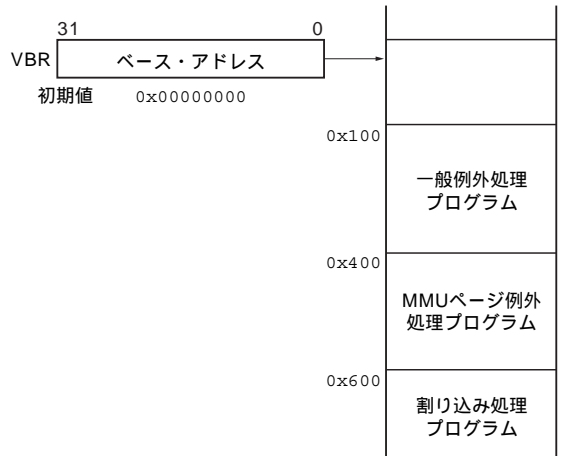 31 0
VBR ベース・アドレス
初期値 0x00000000
0x100
一般例外処理
プログラム
0x400
MMUページ例外
処理プログラム
0x600
割り込み処理
プログラム